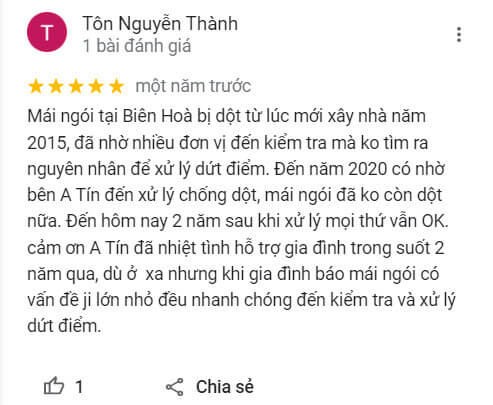 T
Tôn Nguyễn Thành
1 bài đánh giá
một năm trước
Mái ngói tại Biên Hoà bị dột từ lúc mới xây nhà năm
2015, đã nhờ nhiều đơn vị đến kiểm tra mà ko tìm ra
nguyên nhân để xử lý dứt điểm. Đến năm 2020 có nhờ
bên A Tín đến xử lý chống dột, mái ngói đã ko còn dột
nữa. Đến hôm nay 2 năm sau khi xử lý mọi thứ vẫn OK.
cảm ơn A Tín đã nhiệt tình hỗ trợ gia đình trong suốt 2
năm qua, dù ở  xa nhưng khi gia đình báo mái ngói có
vấn đề ji lớn nhỏ đều nhanh chóng đến kiểm tra và xử lý
dứt điểm.
1
Chia sẻ